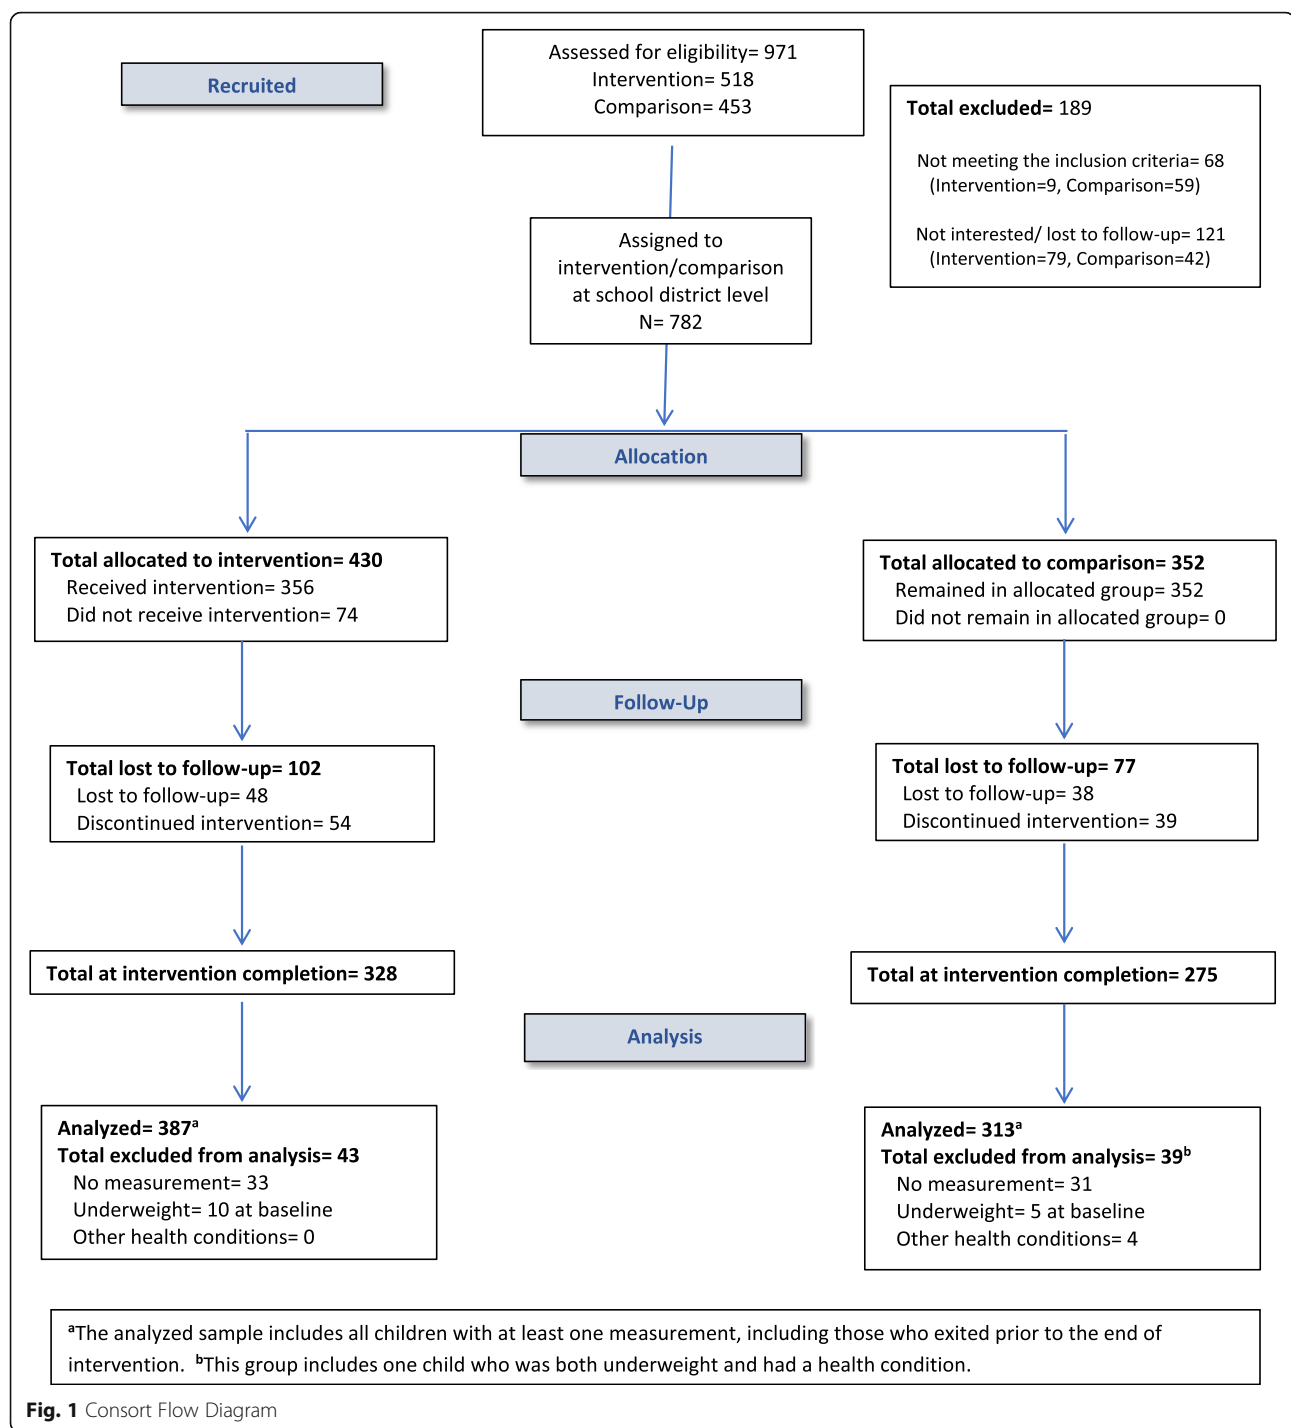 Recruited
Assessed for eligibility= 971
Intervention= 518
Comparison= 453
Total excluded= 189
Not meeting the inclusion criteria= 68
(Intervention=9, Comparison=59)
Not interested/ lost to follow-up= 121
(Intervention=79, Comparison=42)
Assigned to
intervention/comparison
at school district level
N= 782
Allocation
Total allocated to intervention= 430
Received intervention= 356
Did not receive intervention= 74
Total allocated to comparison= 352
Remained in allocated group= 352
Did not remain in allocated group= 0
Follow-Up
Total lost to follow-up= 102
Lost to follow-up= 48
Discontinued intervention= 54
Total lost to follow-up= 77
Lost to follow-up= 38
Discontinued intervention= 39
Total at intervention completion= 328
Total at intervention completion= 275
Analysis
Analyzed= 387ᵃ
Total excluded from analysis= 43
No measurement= 33
Underweight= 10 at baseline
Other health conditions= 0
Analyzed= 313ᵃ
Total excluded from analysis= 39ᵇ
No measurement= 31
Underweight= 5 at baseline
Other health conditions= 4
ᵃThe analyzed sample includes all children with at least one measurement, including those who exited prior to the end of
intervention. ᵇThis group includes one child who was both underweight and had a health condition.
Fig. 1 Consort Flow Diagram